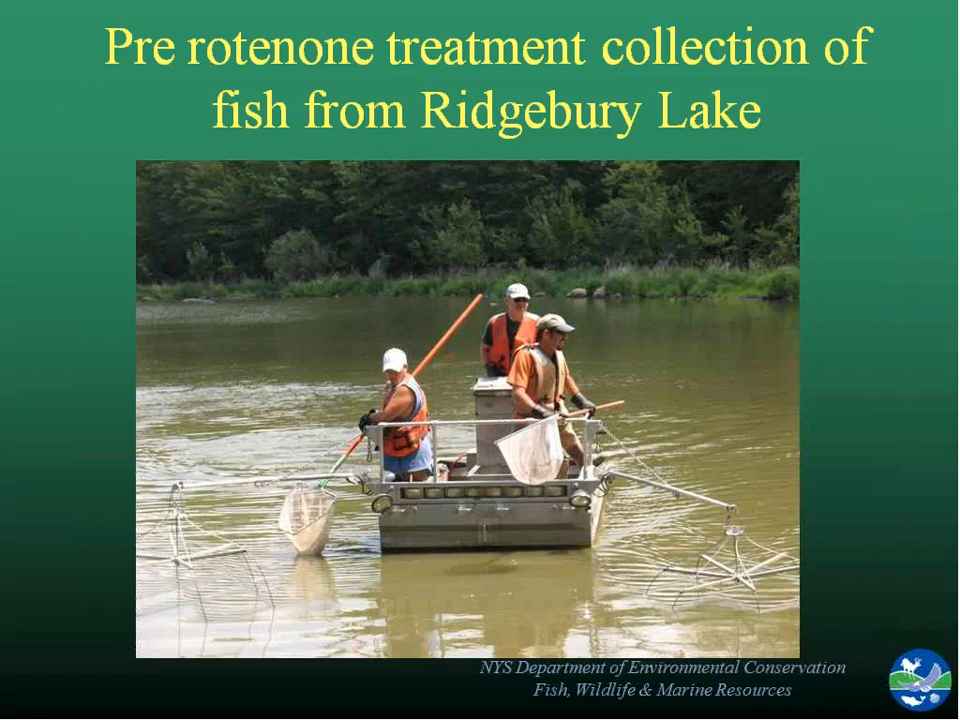 Pre rotenone treatment collection of
fish from Ridgebury Lake
NYS Department of Environmental Conservation
Fish, Wildlife & Marine Resources